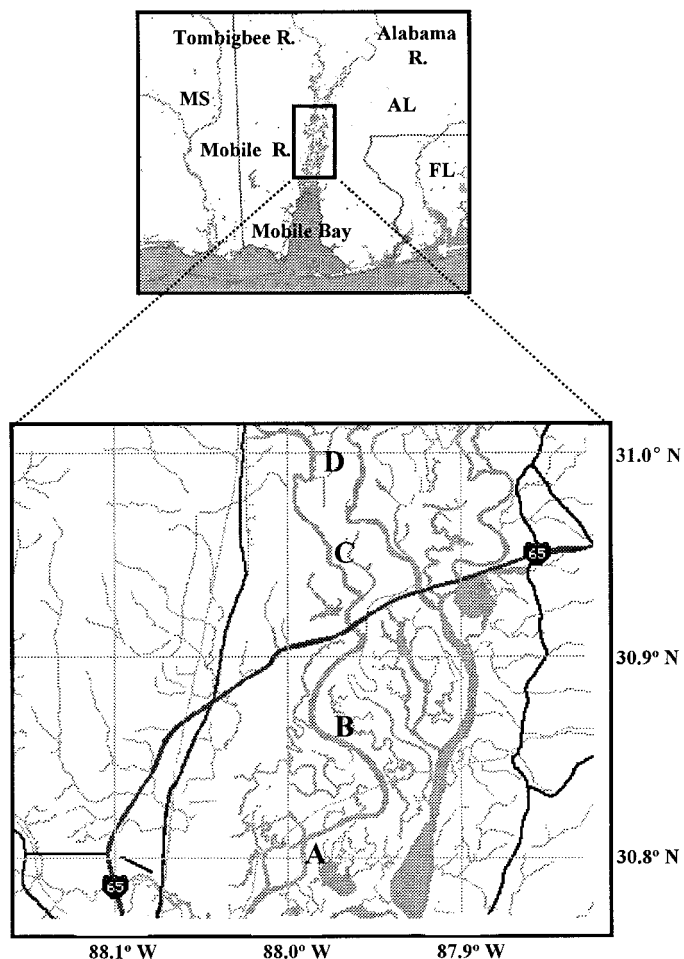 Tombigbee R.
Alabama
R.
MS
AL
Mobile R.
FL
Mobile Bay
D
31.0° N
C
65
30.9° N
B
A
30.8° N
65
88.1° W
88.0° W
87.9° W